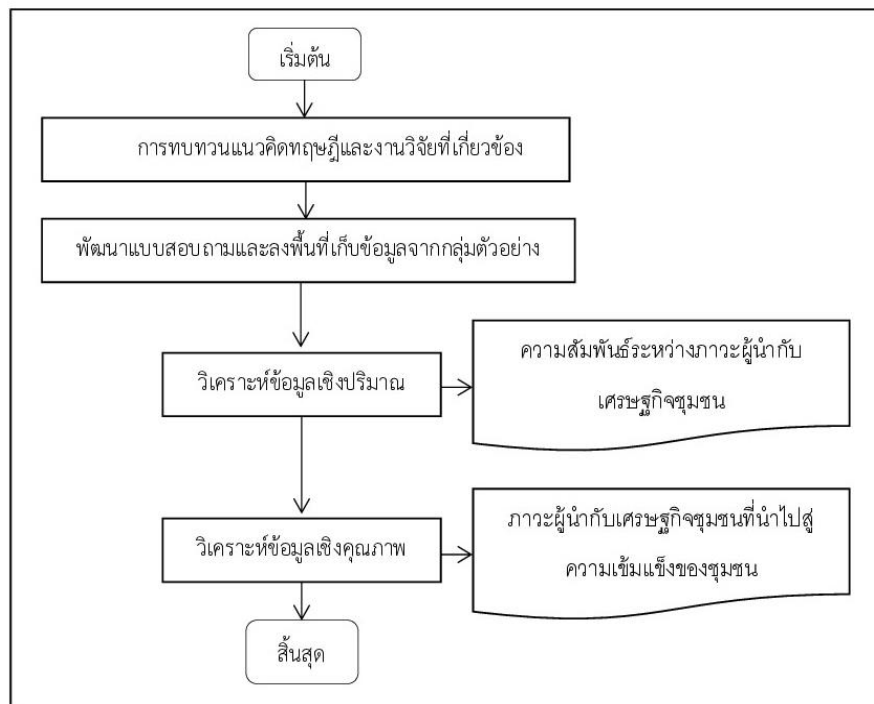 เริ่มต้น
การทบทวนแนวคิดทฤษฎีและงานวิจัยที่เกี่ยวข้อง
พัฒนาแบบสอบถามและลงพื้นที่เก็บข้อมูลจากกลุ่มตัวอย่าง
วิเคราะห์ข้อมูลเชิงปริมาณ
ความสัมพันธ์ระหว่างภาวะผู้นำกับ
เศรษฐกิจชุมชน
วิเคราะห์ข้อมูลเชิงคุณภาพ
ภาวะผู้นำกับเศรษฐกิจชุมชนที่นำไปสู่
ความเข้มแข็งของชุมชน
สิ้นสุด